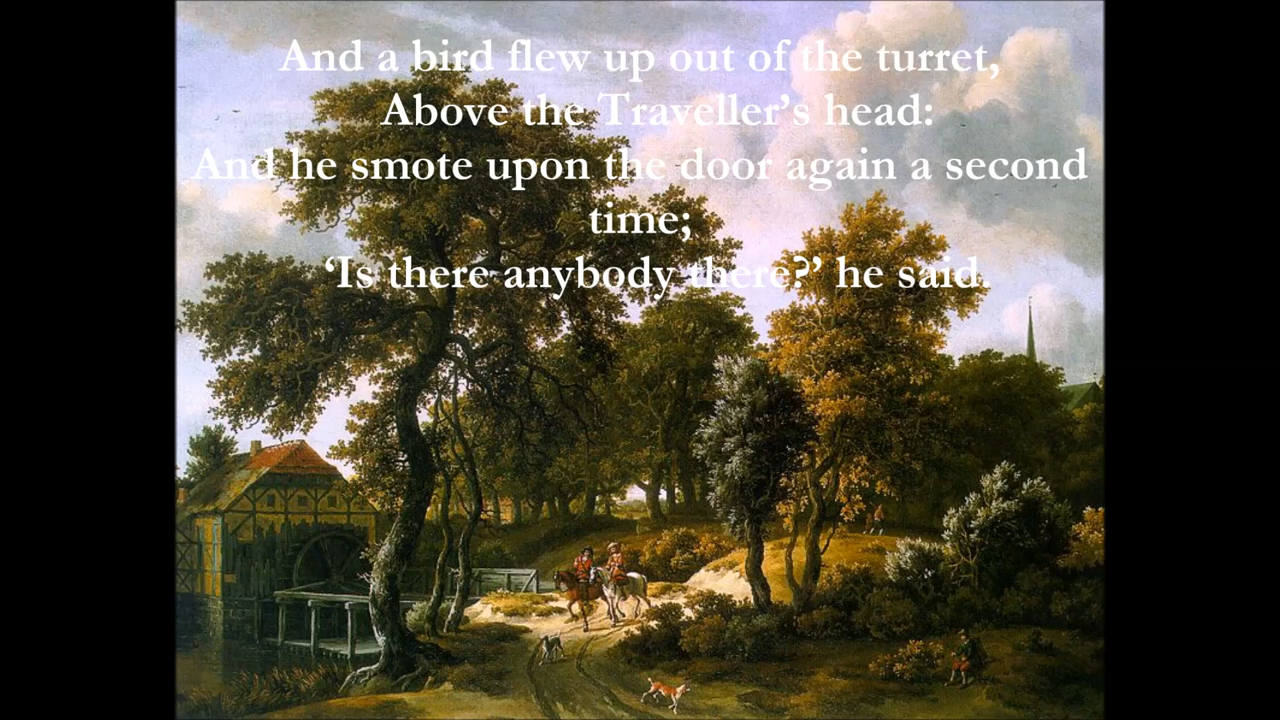 And a bird flew up out of the turret,
Above the Traveller’s head:
And he smote upon the door again a second
time;
‘Is there anybody there?’ he said.